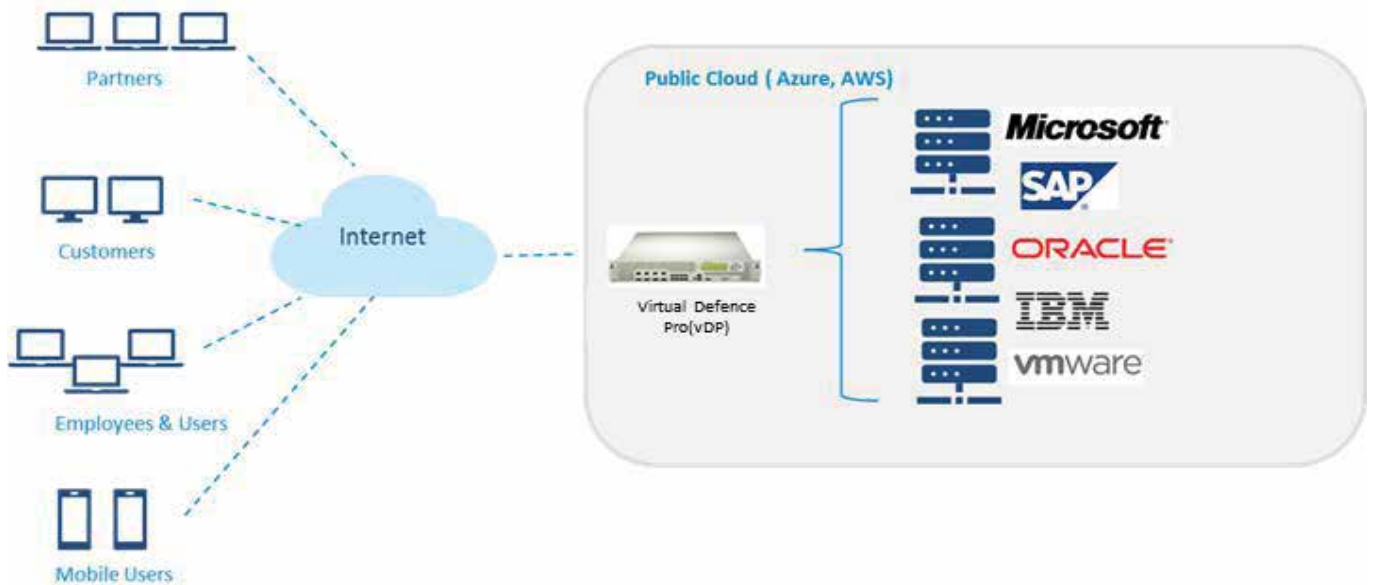 Partners
Customers
Employees & Users
Mobile Users
Internet
Public Cloud ( Azure, AWS)
Virtual Defence
Pro(vDP)
Microsoft
SAP
ORACLE
IBM
vmware